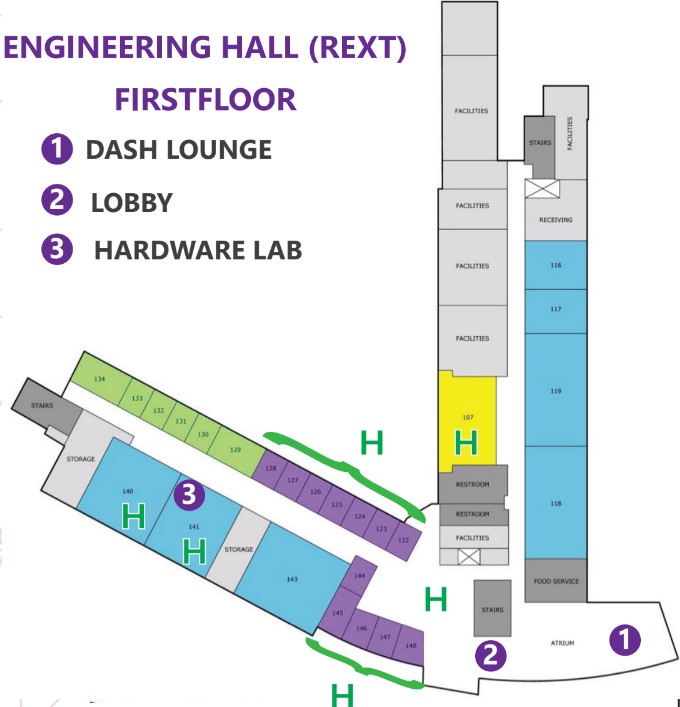 ENGINEERING HALL (REXT)
FIRSTFLOOR
1 DASH LOUNGE
2 LOBBY
3 HARDWARE LAB
FACILITIES
STAIRS
FACILITIES
FACILITIES
RECEIVING
FACILITIES
116
117
FACILITIES
119
107
H
118
RESTROOM
RESTROOM
FACILITIES
FOOD SERVICE
STAIRS
ATRIUM
1
2
H
134
133
132
131
130
129
H
128
127
126
125
124
123
122
STAIRS
STORAGE
140
H
3
141
H
STORAGE
143
144
145
146
147
148
H